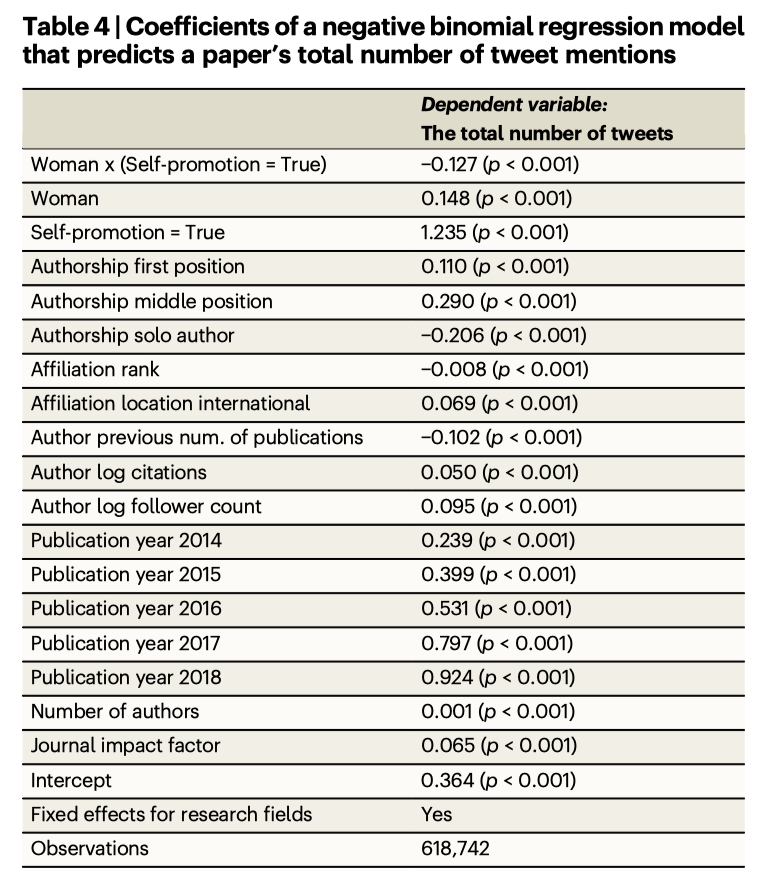 Table 4 | Coefficients of a negative binomial regression model
that predicts a paper's total number of tweet mentions
Dependent variable:
The total number of tweets
Woman x (Self-promotion = True) −0.127 (p < 0.001)
Woman 0.148 (p < 0.001)
Self-promotion = True 1.235 (p < 0.001)
Authorship first position 0.110 (p < 0.001)
Authorship middle position 0.290 (p < 0.001)
Authorship solo author −0.206 (p < 0.001)
Affiliation rank −0.008 (p < 0.001)
Affiliation location international 0.069 (p < 0.001)
Author previous num. of publications −0.102 (p < 0.001)
Author log citations 0.050 (p < 0.001)
Author log follower count 0.095 (p < 0.001)
Publication year 2014 0.239 (p < 0.001)
Publication year 2015 0.399 (p < 0.001)
Publication year 2016 0.531 (p < 0.001)
Publication year 2017 0.797 (p < 0.001)
Publication year 2018 0.924 (p < 0.001)
Number of authors 0.001 (p < 0.001)
Journal impact factor 0.065 (p < 0.001)
Intercept 0.364 (p < 0.001)
Fixed effects for research fields Yes
Observations 618,742